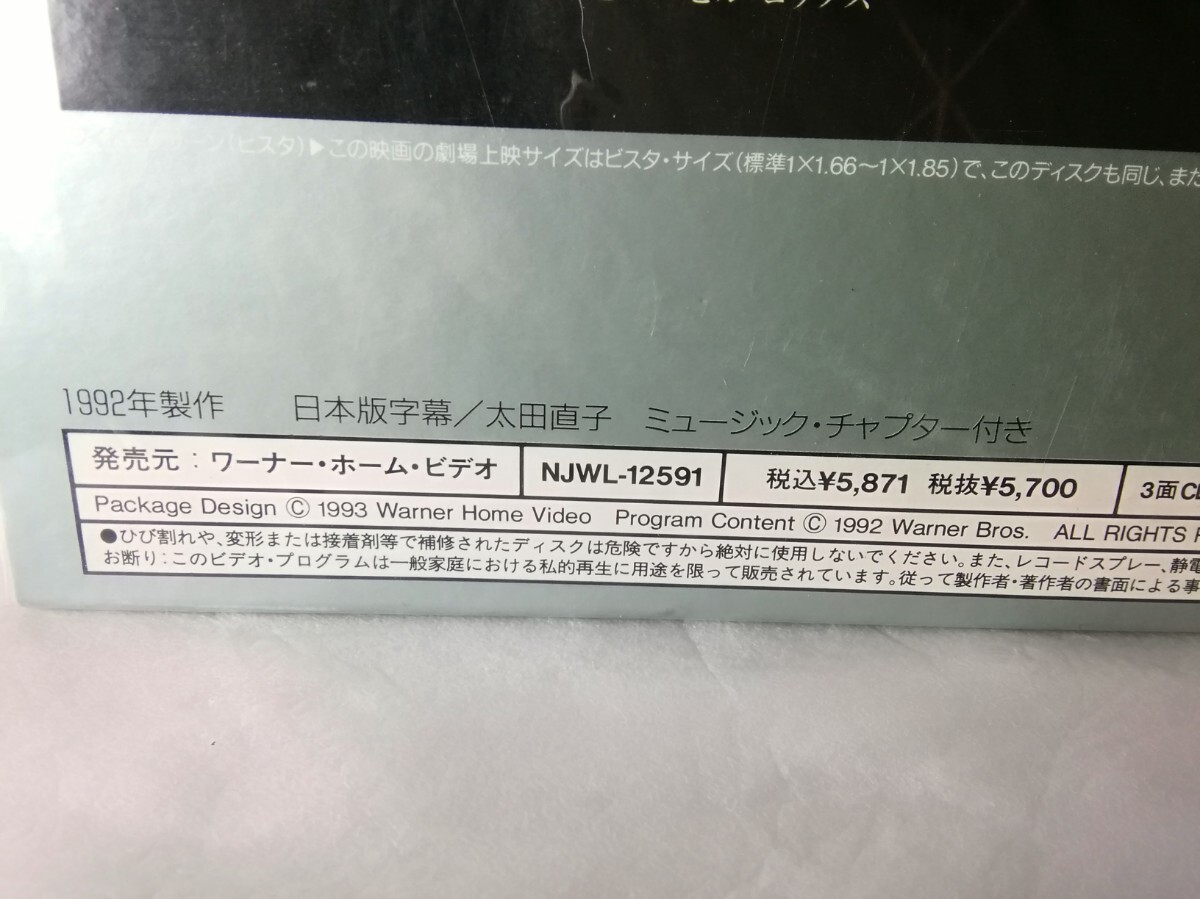 ビル・コッブス
(ビスタ)▶この映画の劇場上映サイズはビスタ・サイズ(標準1×1.66〜1×1.85)で、このディスクも同じ、また
1992年製作 日本版字幕／太田直子 ミュージック・チャプター付き
発売元：ワーナー・ホーム・ビデオ NJWL-12591 税込¥5,871 税抜¥5,700 3面CL
Package Design © 1993 Warner Home Video Program Content © 1992 Warner Bros. ALL RIGHTS R
●ひび割れや、変形または接着剤等で補修されたディスクは危険ですから絶対に使用しないでください。また、レコードスプレー、静電
お断り：このビデオ・プログラムは一般家庭における私的再生に用途を限って販売されています。従って製作者・著作者の書面による事